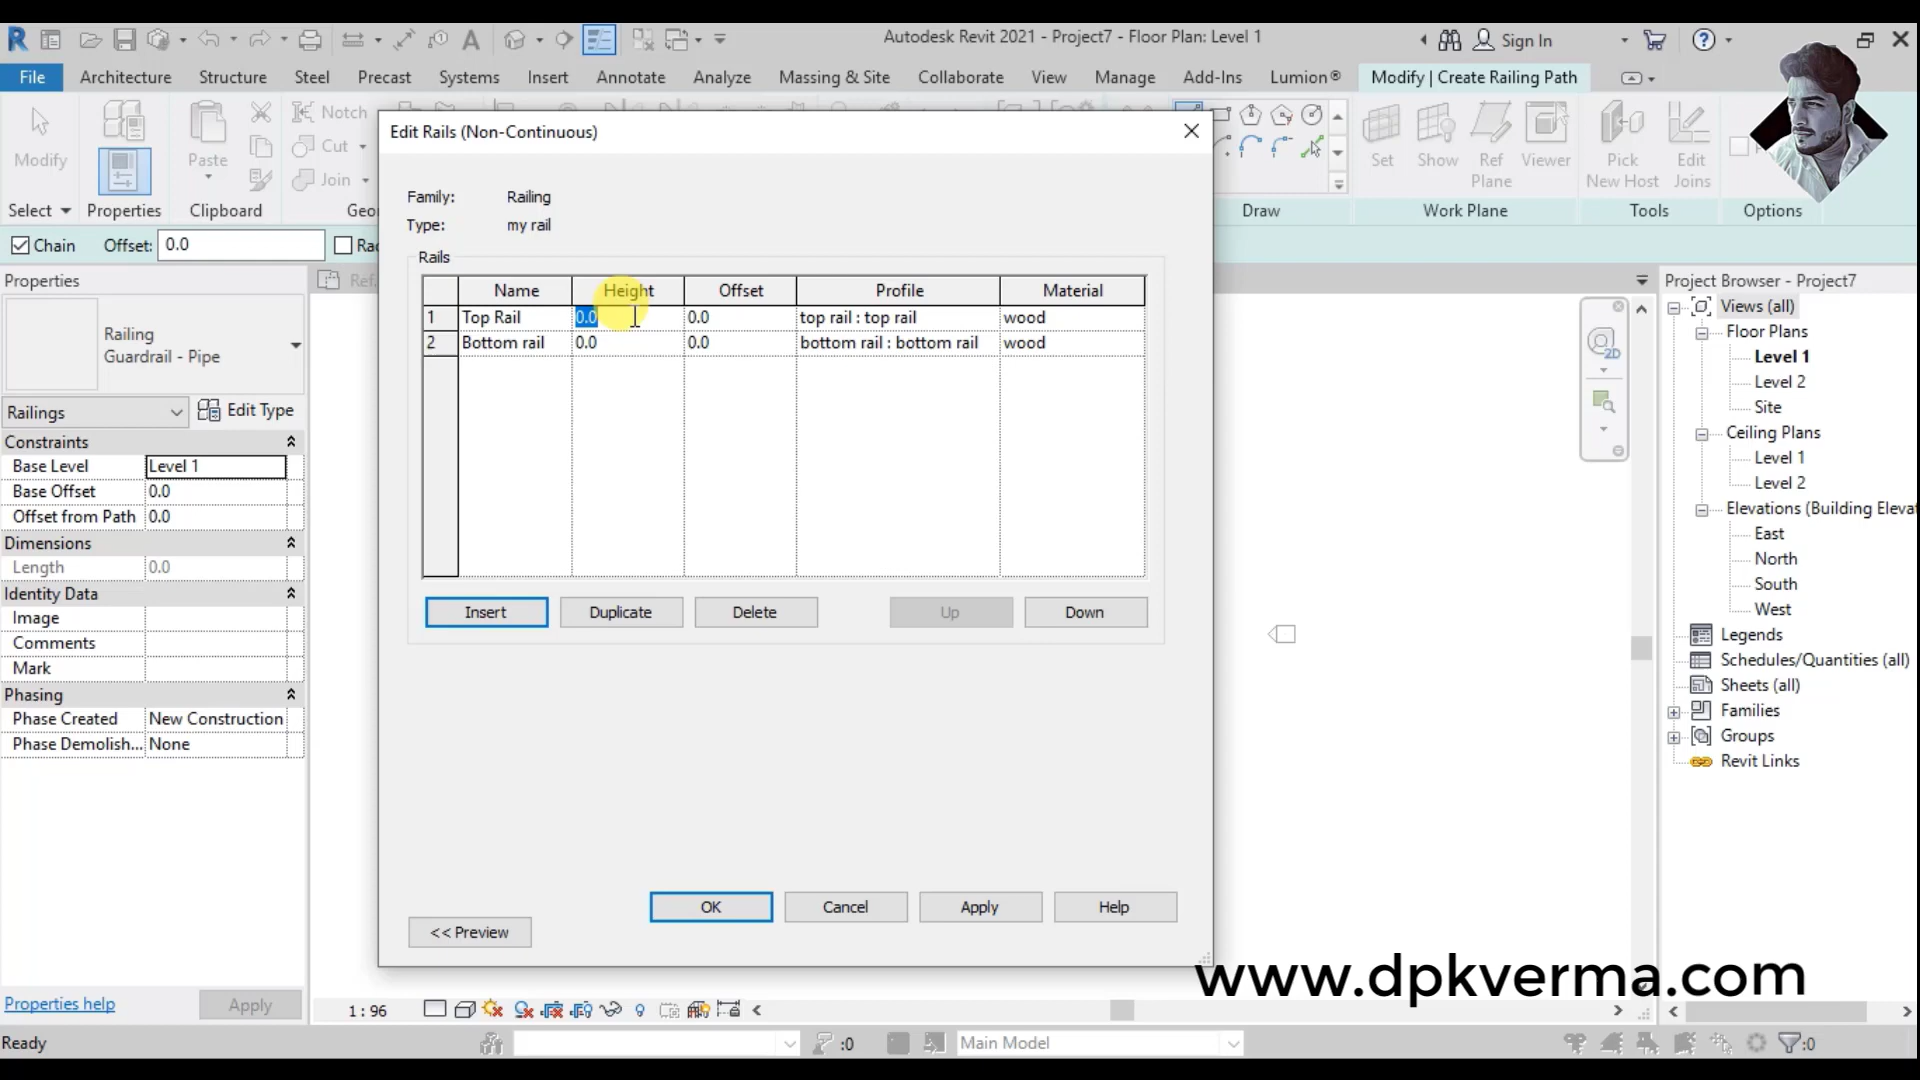 Autodesk Revit 2021 - Project7 - Floor Plan: Level 1
Sign In
File
Architecture
Structure
Steel
Precast
Systems
Insert
Annotate
Analyze
Massing & Site
Collaborate
View
Manage
Add-Ins
Lumion®
Modify | Create Railing Path
Modify
Paste
Notch
Cut
Join
Set
Show
Ref
Plane
Viewer
Pick
New Host
Edit
Joins
Select
Properties
Clipboard
Geo
Draw
Work Plane
Tools
Options
Chain
Offset:
0.0
Properties
Railing
Guardrail - Pipe
Railings
Edit Type
Constraints
Base Level
Level 1
Base Offset
0.0
Offset from Path
0.0
Dimensions
Length
0.0
Identity Data
Image
Comments
Mark
Phasing
Phase Created
New Construction
Phase Demolish...
None
Properties help
Apply
Edit Rails (Non-Continuous)
Family:
Railing
Type:
my rail
Rails
Name
Height
Offset
Profile
Material
1
Top Rail
0.0
0.0
top rail : top rail
wood
2
Bottom rail
0.0
0.0
bottom rail : bottom rail
wood
Insert
Duplicate
Delete
Up
Down
OK
Cancel
Apply
Help
<< Preview
2D
Project Browser - Project7
Views (all)
Floor Plans
Level 1
Level 2
Site
Ceiling Plans
Level 1
Level 2
Elevations (Building Eleva
East
North
South
West
Legends
Schedules/Quantities (all)
Sheets (all)
Families
Groups
Revit Links
www.dpkverma.com
1 : 96
Ready
:0
Main Model
:0